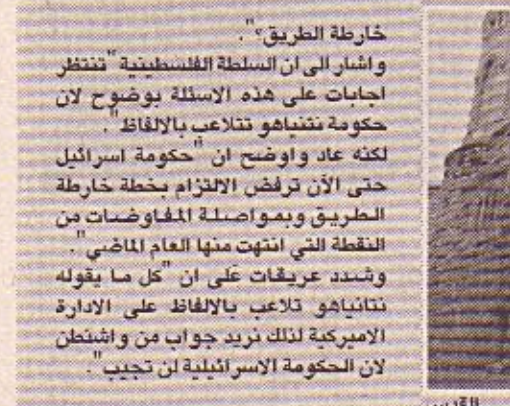 خارطة الطريق؟".
واشار الى ان السلطة الفلسطينية "تنتظر
اجابات على هذه الاسئلة بوضوح لان
حكومة نتنياهو تتلاعب بالالفاظ".
لكنه عاد واوضح ان "حكومة اسرائيل
حتى الآن ترفض الالتزام بخطة خارطة
الطريق وبمواصلة المفاوضات من
النقطة التي انتهت منها العام الماضي".
وشدد عريقات على ان "كل ما يقوله
نتانياهو تلاعب بالالفاظ على الادارة
الاميركية لذلك نريد جواب من واشنطن
لان الحكومة الاسرائيلية لن تجيب".